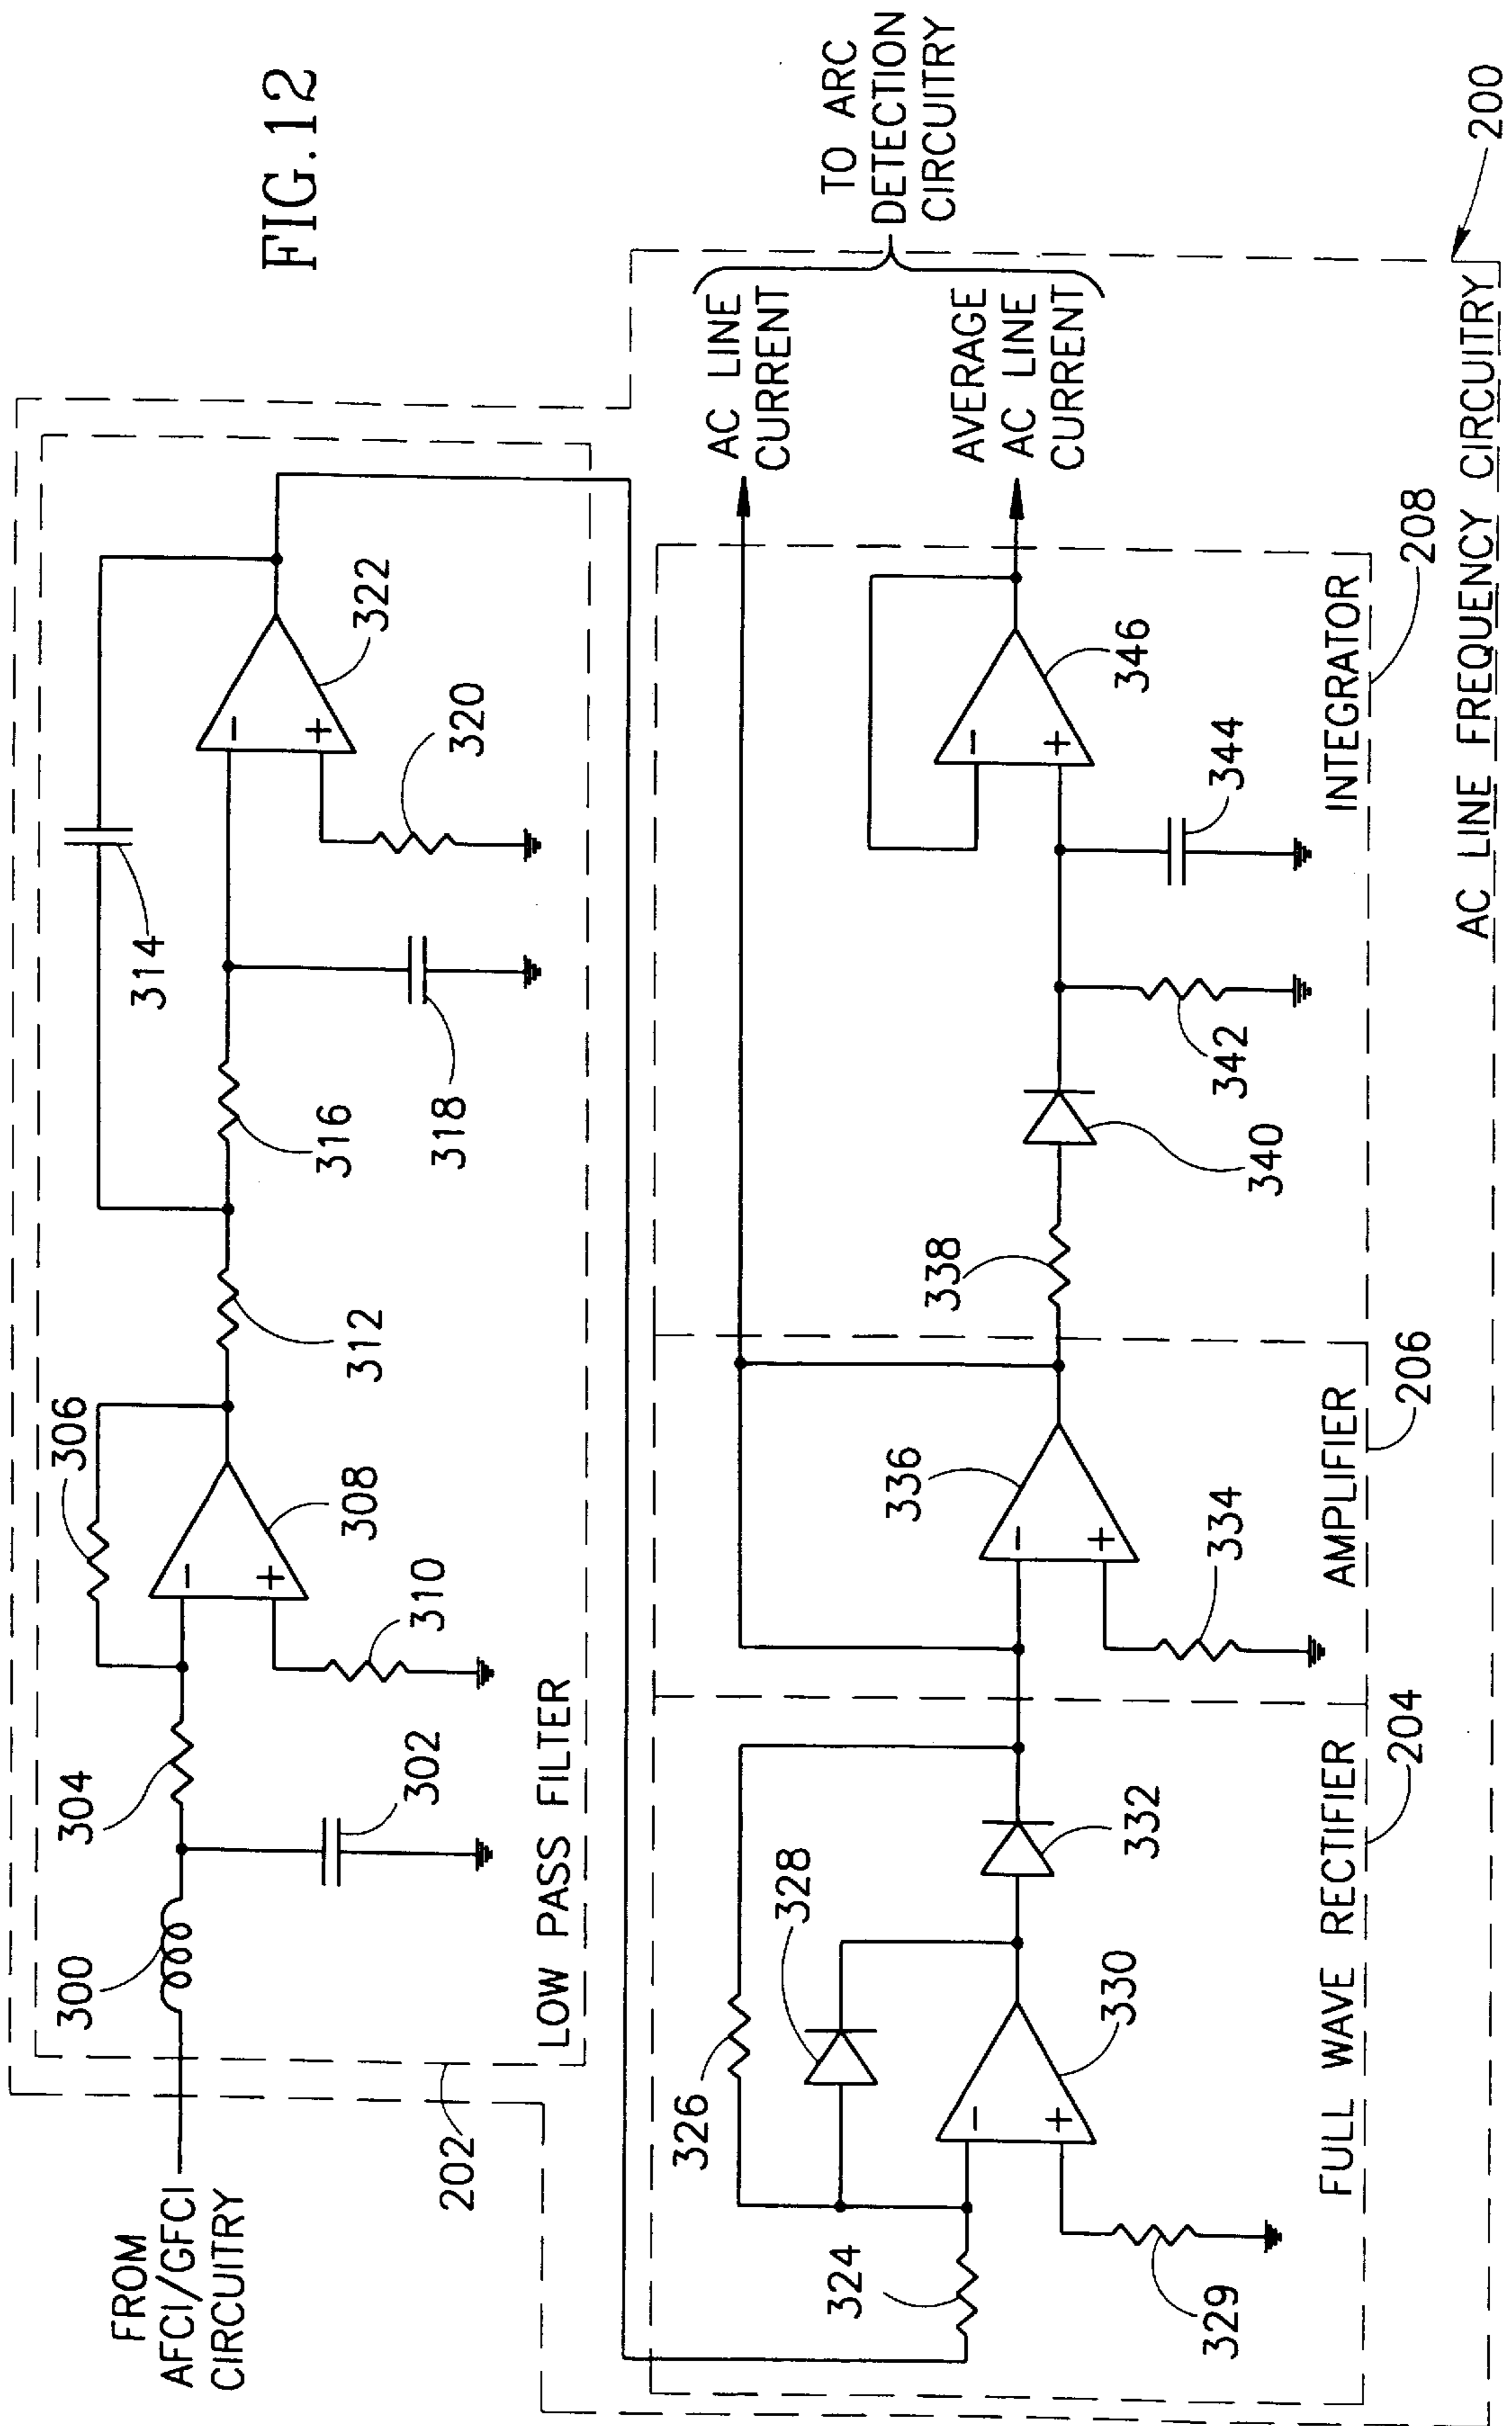 FIG. 12
FROM
AFCI/GFCI
CIRCUITRY
202
300
302
304
306
308
310
312
314
316
318
320
322
-
+
-
+
LOW PASS FILTER
324
326
328
329
330
332
-
+
FULL WAVE RECTIFIER
204
334
336
-
+
AMPLIFIER
206
338
340
342
344
346
-
+
INTEGRATOR
208
AC LINE
CURRENT
AVERAGE
AC LINE
CURRENT
TO ARC
DETECTION
CIRCUITRY
AC LINE FREQUENCY CIRCUITRY
200